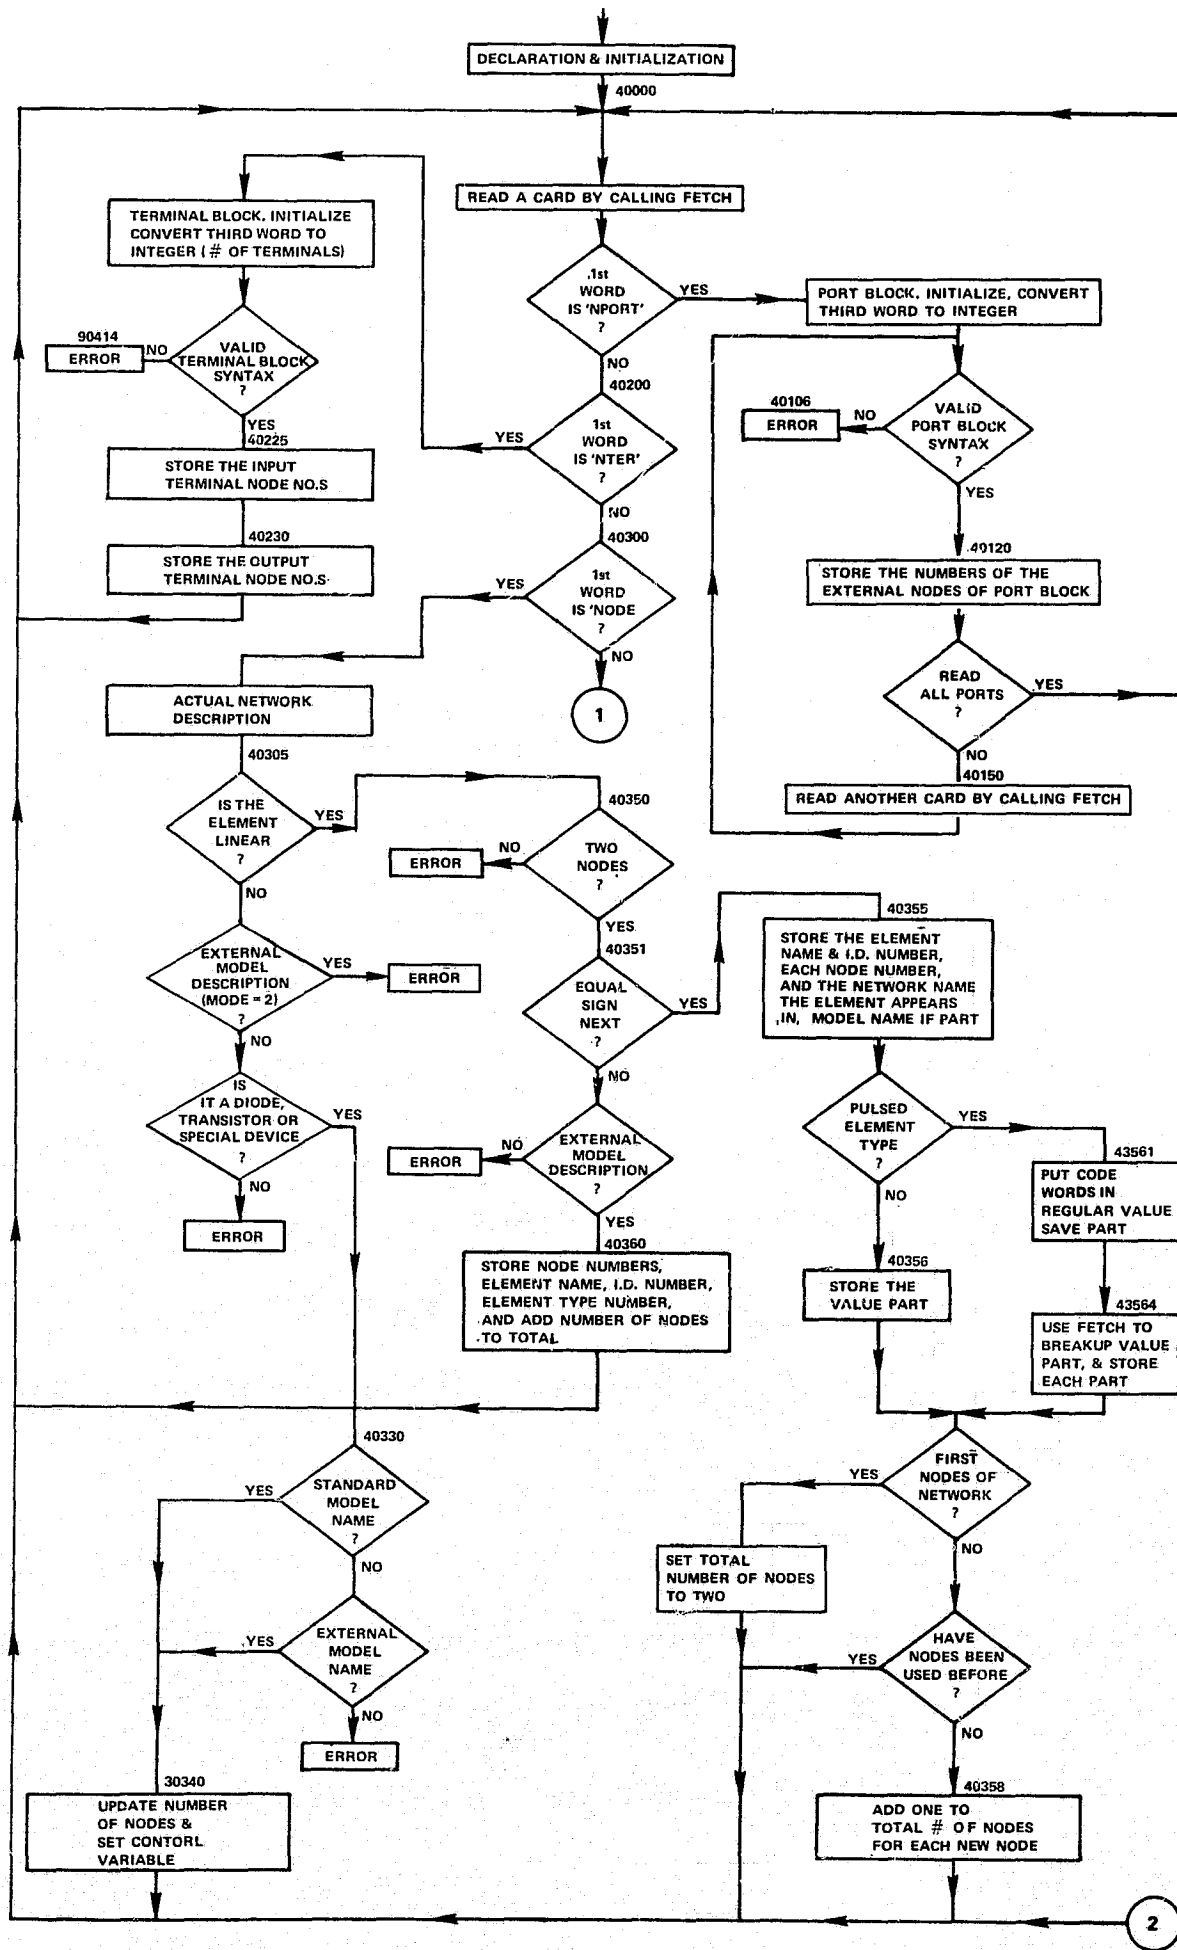 DECLARATION & INITIALIZATION
40000
READ A CARD BY CALLING FETCH
TERMINAL BLOCK. INITIALIZE
CONVERT THIRD WORD TO
INTEGER (# OF TERMINALS)
1st
WORD
IS 'NPORT'
?
YES
NO
PORT BLOCK. INITIALIZE, CONVERT
THIRD WORD TO INTEGER
90414
ERROR
NO
VALID
TERMINAL BLOCK
SYNTAX
?
YES
40225
STORE THE INPUT
TERMINAL NODE NO.S
40230
STORE THE OUTPUT
TERMINAL NODE NO.S
40200
1st
WORD
IS 'NTER'
?
YES
NO
40106
ERROR
NO
VALID
PORT BLOCK
SYNTAX
?
YES
40120
STORE THE NUMBERS OF THE
EXTERNAL NODES OF PORT BLOCK
40300
1st
WORD
IS 'NODE
?
YES
NO
1
READ
ALL PORTS
?
YES
NO
40150
READ ANOTHER CARD BY CALLING FETCH
ACTUAL NETWORK
DESCRIPTION
40305
IS THE
ELEMENT
LINEAR
?
YES
NO
40350
TWO
NODES
?
NO
ERROR
YES
EXTERNAL
MODEL
DESCRIPTION
(MODE = 2)
?
YES
ERROR
NO
40351
EQUAL
SIGN
NEXT
?
YES
NO
40355
STORE THE ELEMENT
NAME & I.D. NUMBER,
EACH NODE NUMBER,
AND THE NETWORK NAME
THE ELEMENT APPEARS
IN, MODEL NAME IF PART
IS
IT A DIODE,
TRANSISTOR OR
SPECIAL DEVICE
?
YES
NO
ERROR
ERROR
NO
EXTERNAL
MODEL
DESCRIPTION
?
YES
40360
STORE NODE NUMBERS,
ELEMENT NAME, I.D. NUMBER,
ELEMENT TYPE NUMBER,
AND ADD NUMBER OF NODES
TO TOTAL
PULSED
ELEMENT
TYPE
?
YES
NO
43561
PUT CODE
WORDS IN
REGULAR VALUE
SAVE PART
40356
STORE THE
VALUE PART
43564
USE FETCH TO
BREAKUP VALUE
PART, & STORE
EACH PART
40330
STANDARD
MODEL
NAME
?
YES
NO
FIRST
NODES OF
NETWORK
?
YES
NO
SET TOTAL
NUMBER OF NODES
TO TWO
EXTERNAL
MODEL
NAME
?
YES
NO
ERROR
HAVE
NODES BEEN
USED BEFORE
?
YES
NO
30340
UPDATE NUMBER
OF NODES &
SET CONTORL
VARIABLE
40358
ADD ONE TO
TOTAL # OF NODES
FOR EACH NEW NODE
2